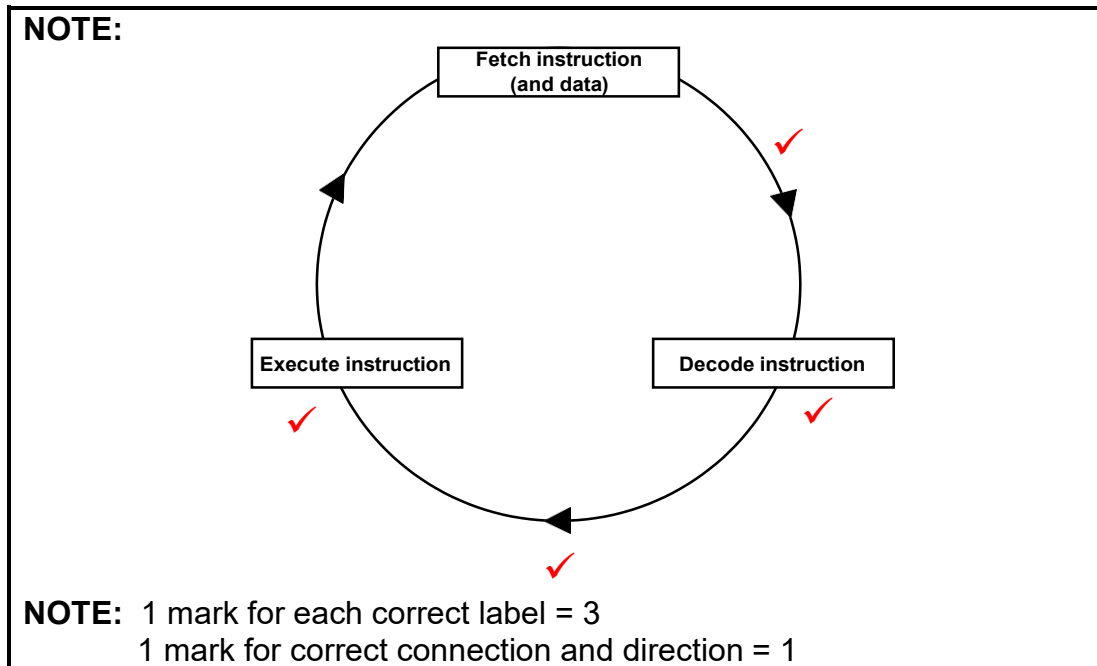 NOTE:
Fetch instruction
(and data)
Execute instruction
Decode instruction
NOTE: 1 mark for each correct label = 3
1 mark for correct connection and direction = 1